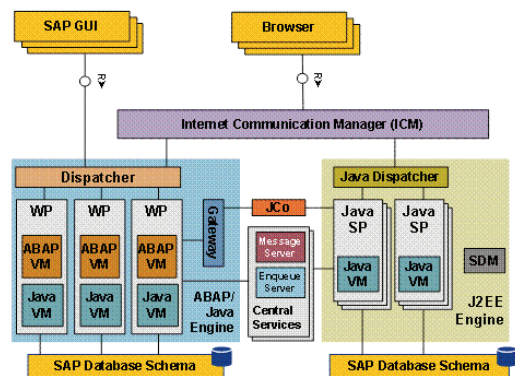 SAP GUI
Browser
R
R
Internet Communication Manager (ICM)
Dispatcher
Java Dispatcher
WP
WP
WP
Gateway
JCo
Java
SP
Java
SP
ABAP
VM
ABAP
VM
ABAP
VM
Message
Server
Enqueue
Server
Java
VM
Java
VM
Java
VM
Java
VM
Java
VM
SDM
ABAP/
Java
Engine
Central
Services
J2EE
Engine
SAP Database Schema
SAP Database Schema